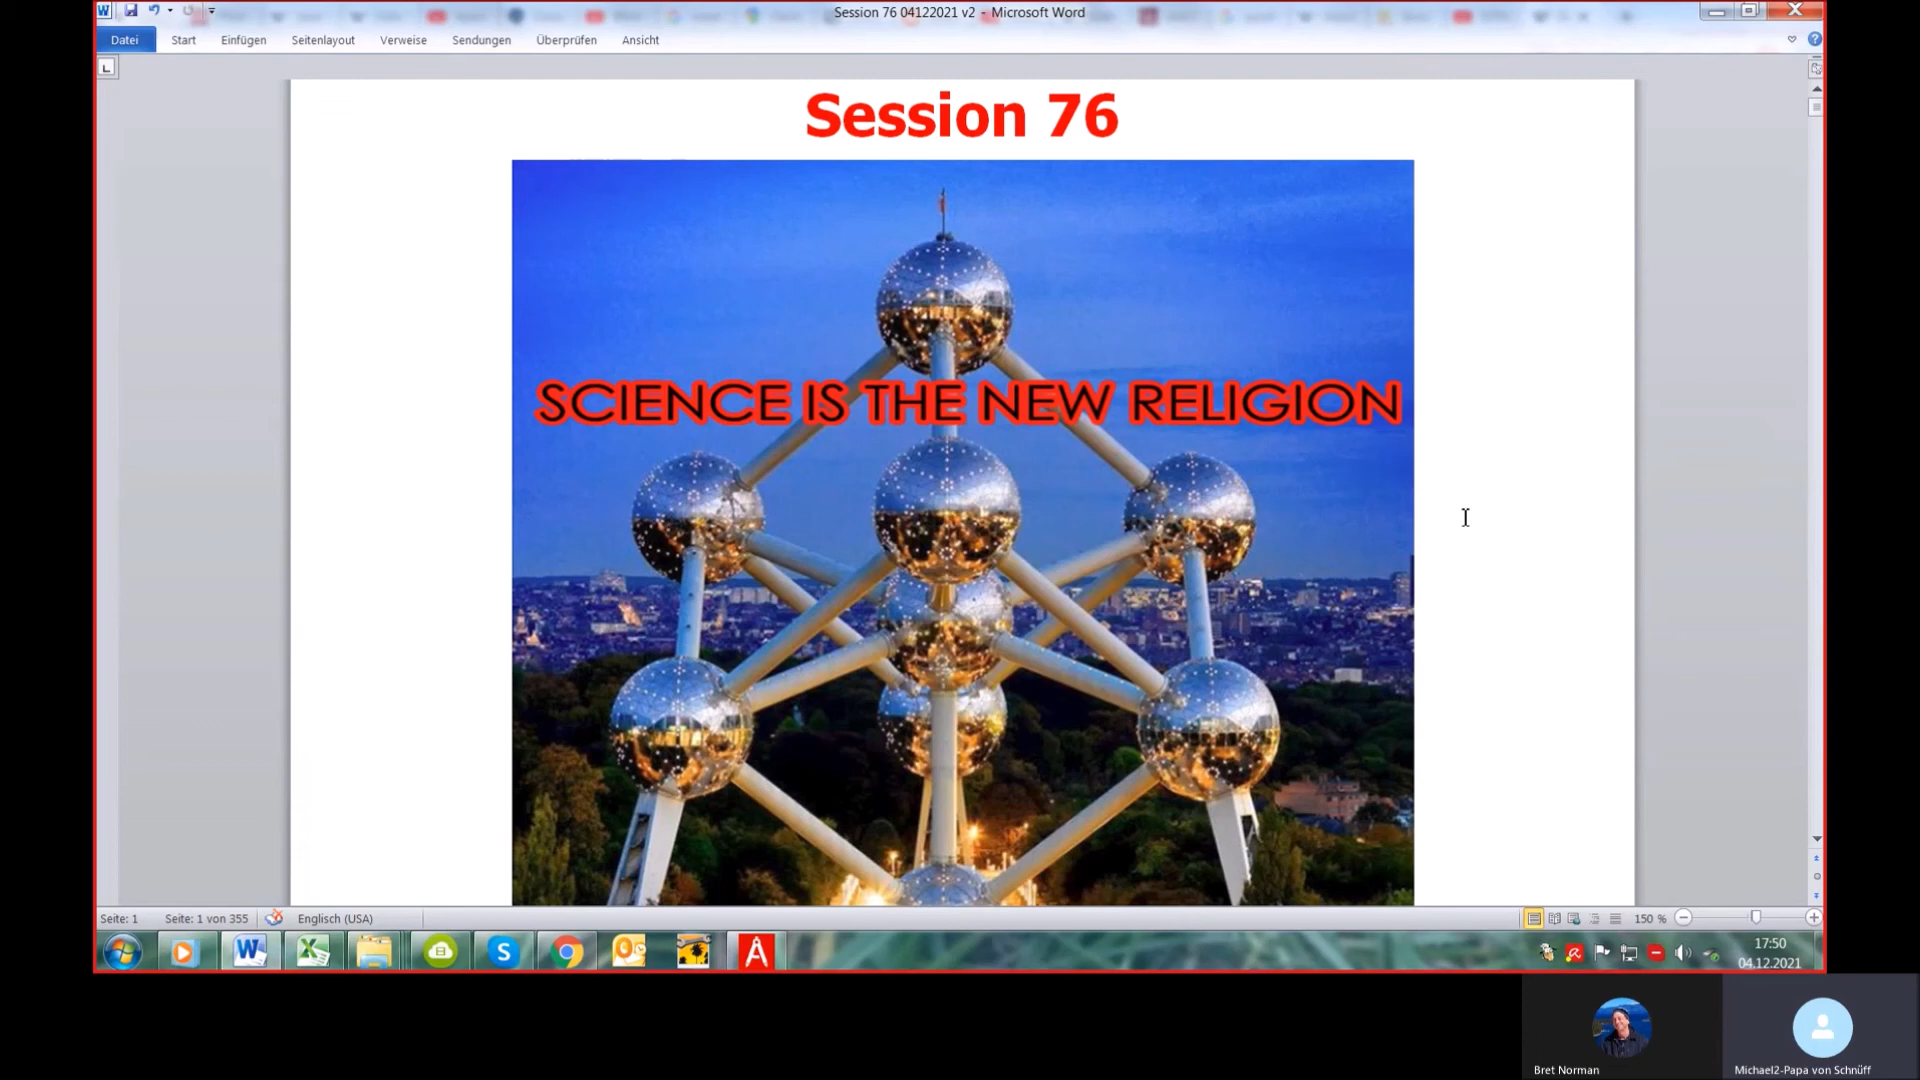 Session 76 04122021 v2 - Microsoft Word
Datei Start Einfügen Seitenlayout Verweise Sendungen Überprüfen Ansicht
Session 76
SCIENCE IS THE NEW RELIGION
Seite: 1 Seite: 1 von 355 Englisch (USA) 150 %
17:50
04.12.2021
Bret Norman Michael2-Papa von Schnüff